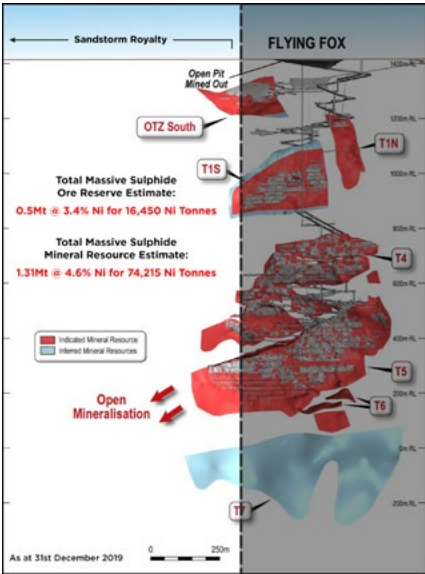 Sandstorm Royalty
FLYING FOX
1400m RL
Open Pit
Mined Out
1200m RL
OTZ South
T1N
T1S
1000m RL
Total Massive Sulphide
Ore Reserve Estimate:
0.5Mt @ 3.4% Ni for 16,450 Ni Tonnes
800m RL
Total Massive Sulphide
Mineral Resource Estimate:
1.31Mt @ 4.6% Ni for 74,215 Ni Tonnes
T4
600m RL
Indicated Mineral Resource
Inferred Mineral Resources
400m RL
T5
Open
Mineralisation
200m RL
T6
0m RL
-200m RL
T7
As at 31st December 2019
0 250m